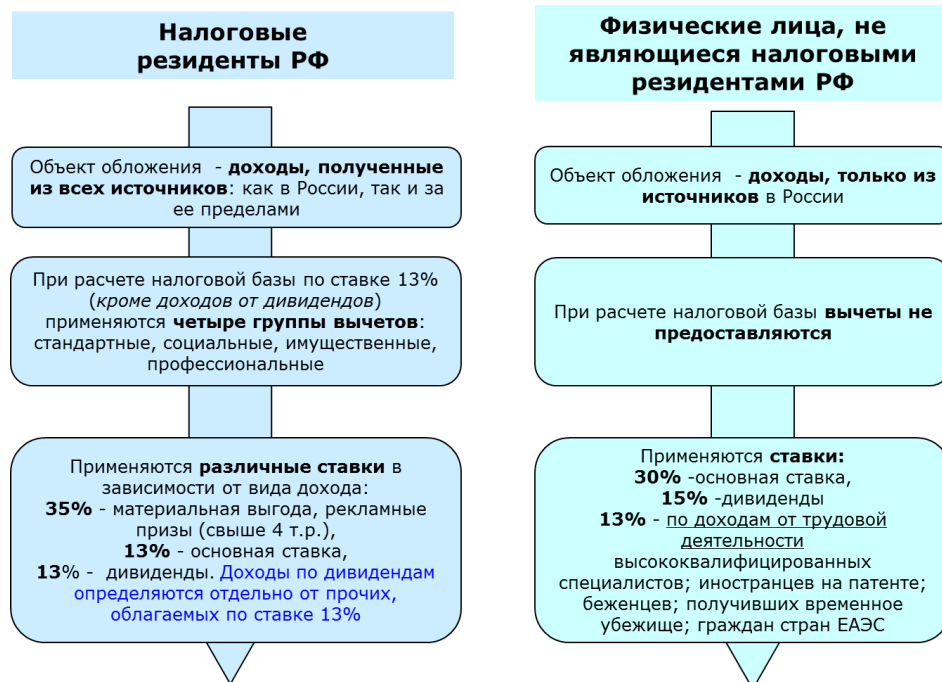 Налоговые
резиденты РФ
Объект обложения - доходы, полученные
из всех источников: как в России, так и за
ее пределами
При расчете налоговой базы по ставке 13%
(кроме доходов от дивидендов)
применяются четыре группы вычетов:
стандартные, социальные, имущественные,
профессиональные
Применяются различные ставки в
зависимости от вида дохода:
35% - материальная выгода, рекламные
призы (свыше 4 т.р.),
13% - основная ставка,
13% - дивиденды. Доходы по дивидендам
определяются отдельно от прочих,
облагаемых по ставке 13%
Физические лица, не
являющиеся налоговыми
резидентами РФ
Объект обложения - доходы, только из
источников в России
При расчете налоговой базы вычеты не
предоставляются
Применяются ставки:
30% -основная ставка,
15% -дивиденды
13% - по доходам от трудовой
деятельности
высококвалифицированных
специалистов; иностранцев на патенте;
беженцев; получивших временное
убежище; граждан стран ЕАЭС